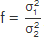 f = σ₁²/σ₂²